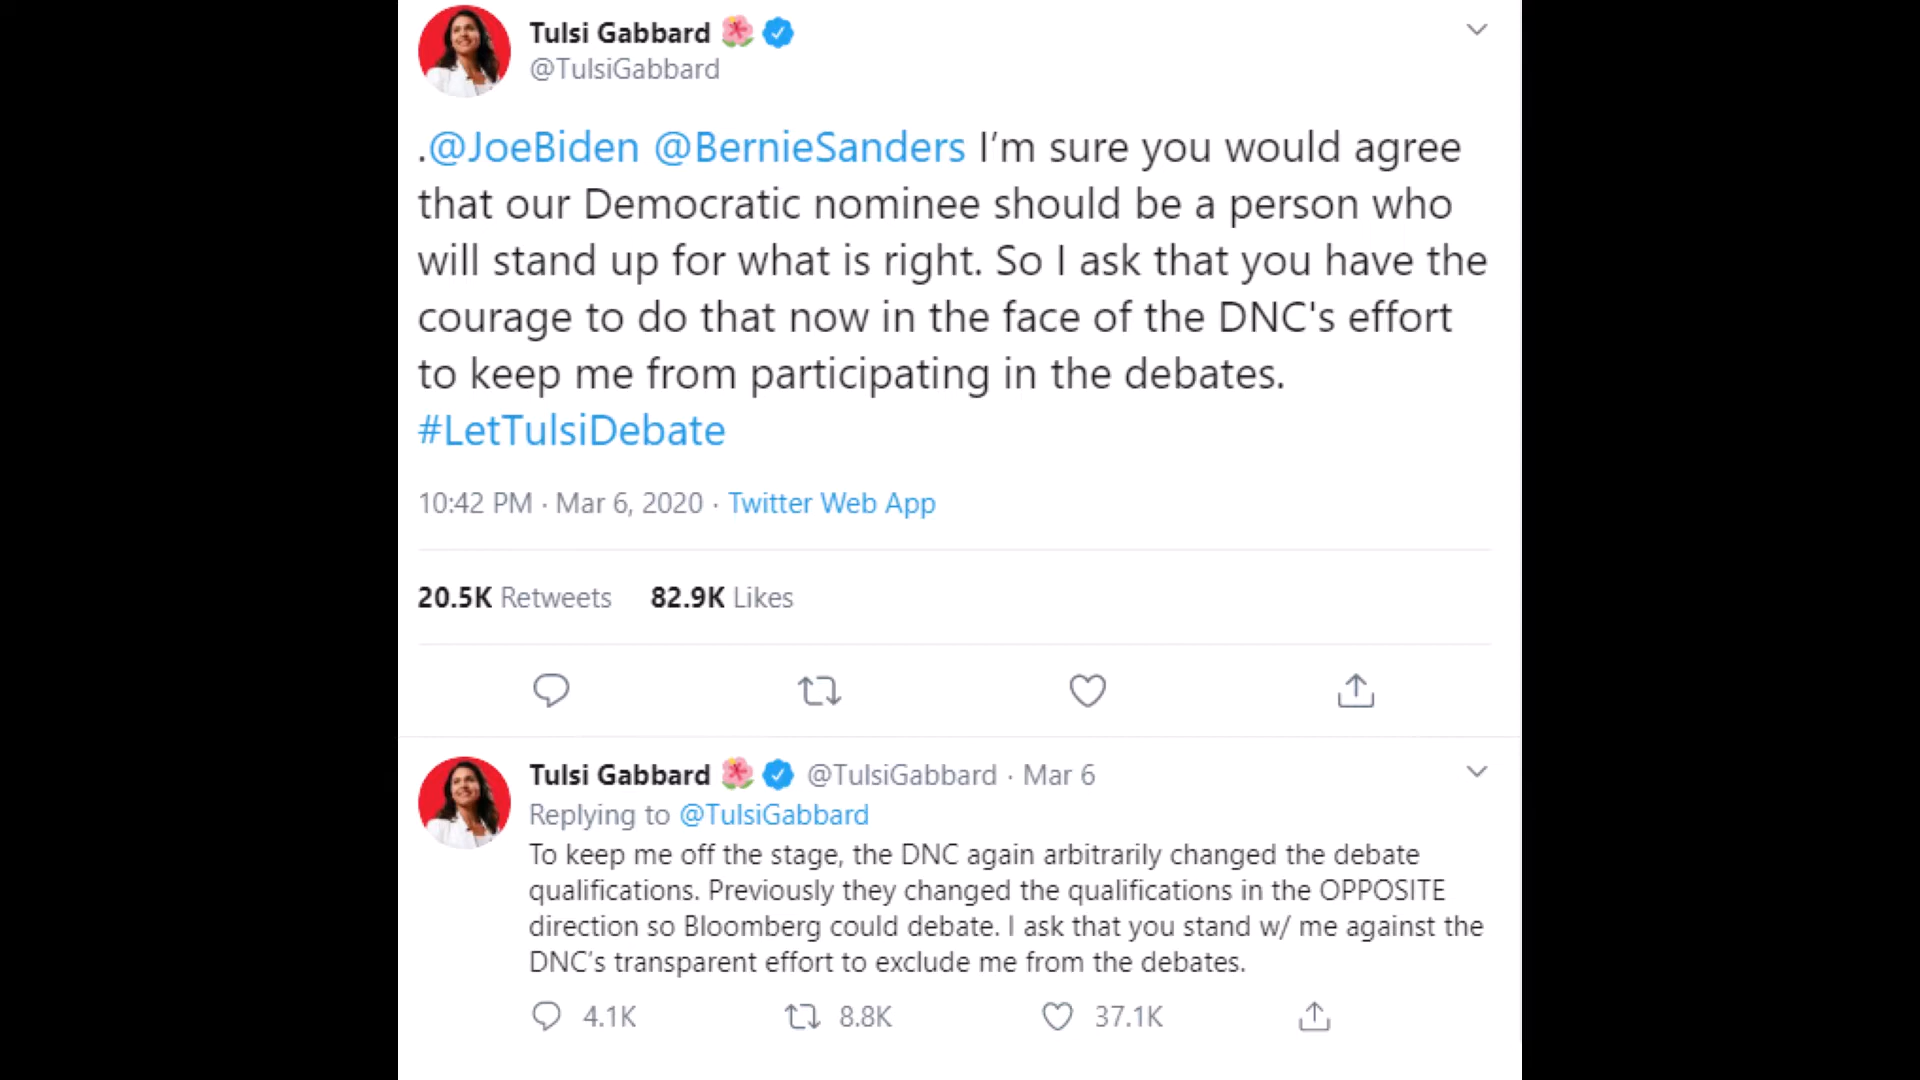 Tulsi Gabbard 🌺
@TulsiGabbard
.@JoeBiden @BernieSanders I’m sure you would agree
that our Democratic nominee should be a person who
will stand up for what is right. So I ask that you have the
courage to do that now in the face of the DNC's effort
to keep me from participating in the debates.
#LetTulsiDebate
10:42 PM · Mar 6, 2020 · Twitter Web App
20.5K Retweets 82.9K Likes
Tulsi Gabbard 🌺 @TulsiGabbard · Mar 6
Replying to @TulsiGabbard
To keep me off the stage, the DNC again arbitrarily changed the debate
qualifications. Previously they changed the qualifications in the OPPOSITE
direction so Bloomberg could debate. I ask that you stand w/ me against the
DNC’s transparent effort to exclude me from the debates.
4.1K 8.8K 37.1K